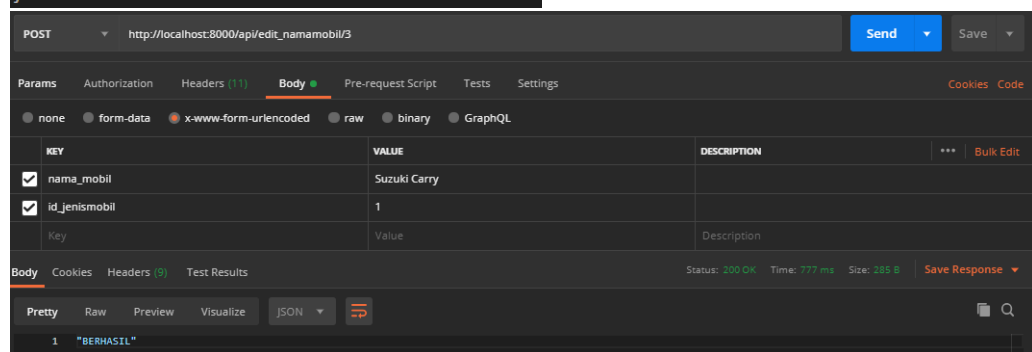 POST http://localhost:8000/api/edit_namamobil/3 Send Save
Params Authorization Headers (11) Body Pre-request Script Tests Settings Cookies Code
none form-data x-www-form-urlencoded raw binary GraphQL
KEY VALUE DESCRIPTION ••• Bulk Edit
nama_mobil Suzuki Carry
id_jenismobil 1
Key Value Description
Body Cookies Headers (9) Test Results Status: 200 OK Time: 777 ms Size: 285 B Save Response
Pretty Raw Preview Visualize JSON
1 "BERHASIL"